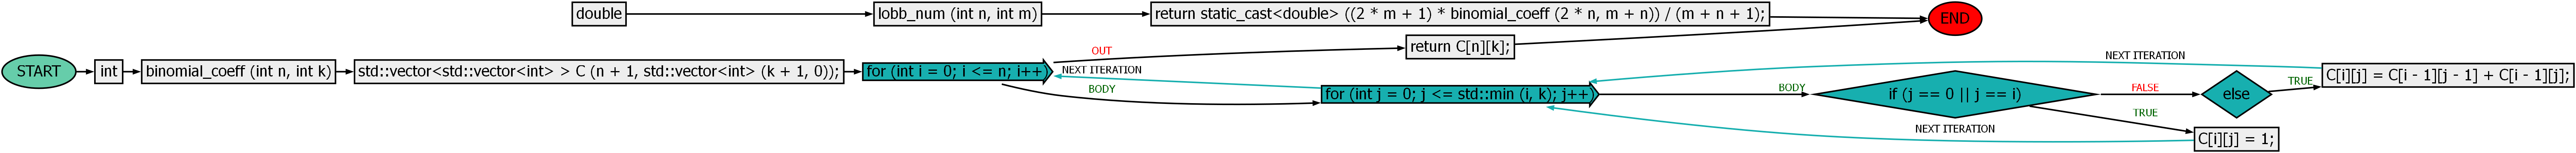 double
lobb_num (int n, int m)
return static_cast<double> ((2 * m + 1) * binomial_coeff (2 * n, m + n)) / (m + n + 1);
END
START
int
binomial_coeff (int n, int k)
std::vector<std::vector<int> > C (n + 1, std::vector<int> (k + 1, 0));
for (int i = 0; i <= n; i++)
OUT
return C[n][k];
NEXT ITERATION
BODY
for (int j = 0; j <= std::min (i, k); j++)
BODY
if (j == 0 || j == i)
FALSE
else
TRUE
NEXT ITERATION
C[i][j] = C[i - 1][j - 1] + C[i - 1][j];
TRUE
NEXT ITERATION
C[i][j] = 1;